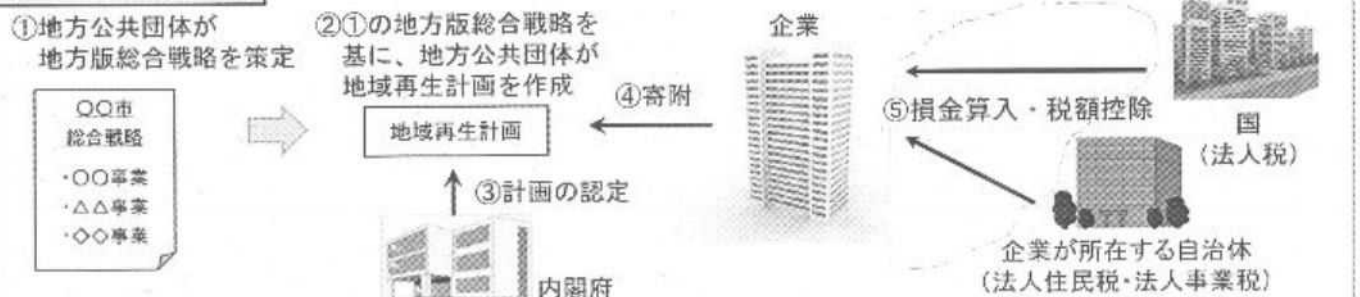 ①地方公共団体が
地方版総合戦略を策定
〇〇市
総合戦略
・〇〇事業
・△△事業
・◇◇事業
②①の地方版総合戦略を
基に、地方公共団体が
地域再生計画を作成
地域再生計画
③計画の認定
内閣府
④寄附
企業
⑤損金算入・税額控除
国
(法人税)
企業が所在する自治体
(法人住民税・法人事業税)